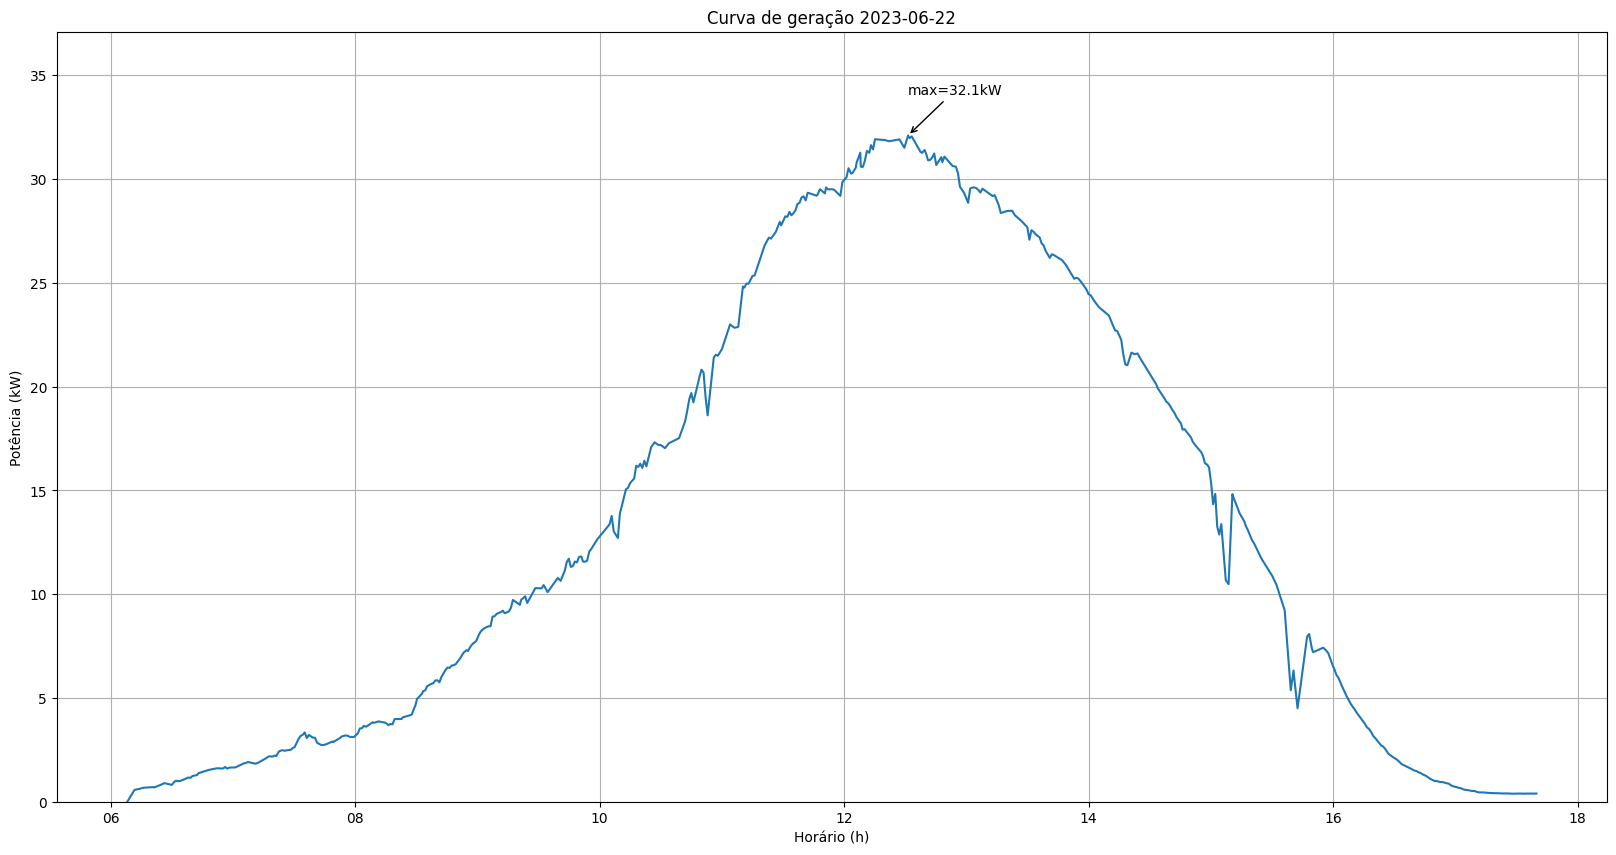 Curva de geração 2023-06-22
max=32.1kW
Potência (kW)
35
30
25
20
15
10
5
0
06 08 10 12 14 16 18
Horário (h)